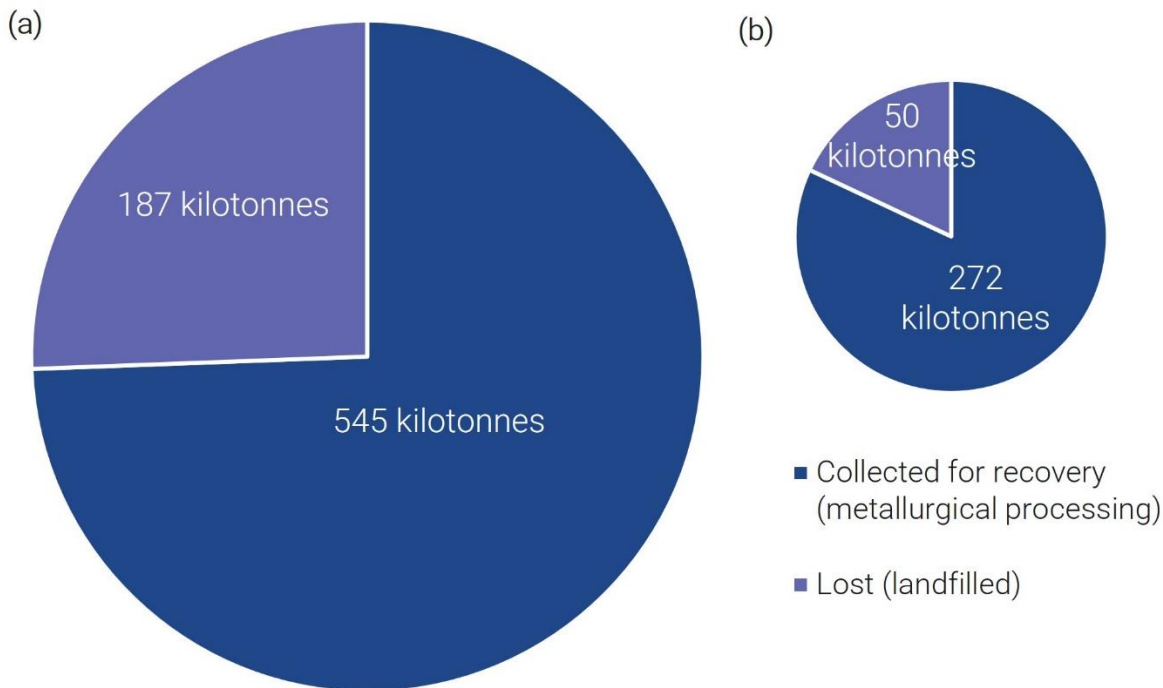 (a)
187 kilotonnes
545 kilotonnes
(b)
50
kilotonnes
272
kilotonnes
Collected for recovery
(metallurgical processing)
Lost (landfilled)